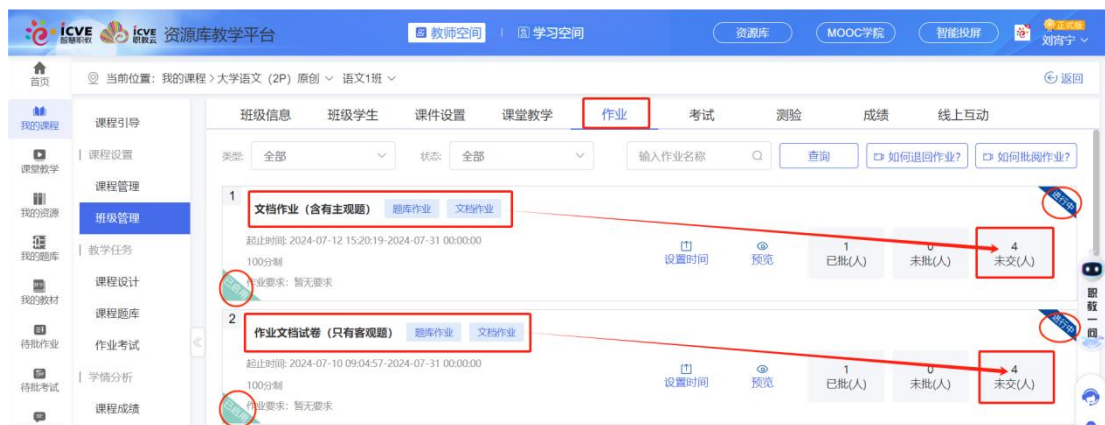 icve 智慧职教 icve 职教云 资源库教学平台 教师空间 学习空间 资源库 MOOC学院 智能投屏 正式版 刘宵宁
首页 当前位置: 我的课程 > 大学语文 (2P) 原创 语文1班 返回
我的课程
课堂教学
我的资源
我的题库
我的教材
待批作业
待批考试
课程引导
课程设置
课程管理
班级管理
教学任务
课程设计
课程题库
作业考试
学情分析
课程成绩
班级信息 班级学生 课件设置 课堂教学 作业 考试 测验 成绩 线上互动
类型: 全部 状态: 全部 输入作业名称 查询 如何退回作业? 如何批阅作业?
1 进行中
文档作业 (含有主观题) 题库作业 文档作业
起止时间: 2024-07-12 15:20:19-2024-07-31 00:00:00
100分制
设置时间 预览 1 已批(人) 0 未批(人) 4 未交(人)
作业要求: 暂无要求
已启用
2 进行中
作业文档试卷 (只有客观题) 题库作业 文档作业
起止时间: 2024-07-10 09:04:57-2024-07-31 00:00:00
100分制
设置时间 预览 1 已批(人) 0 未批(人) 4 未交(人)
作业要求: 暂无要求
已启用
职教一问